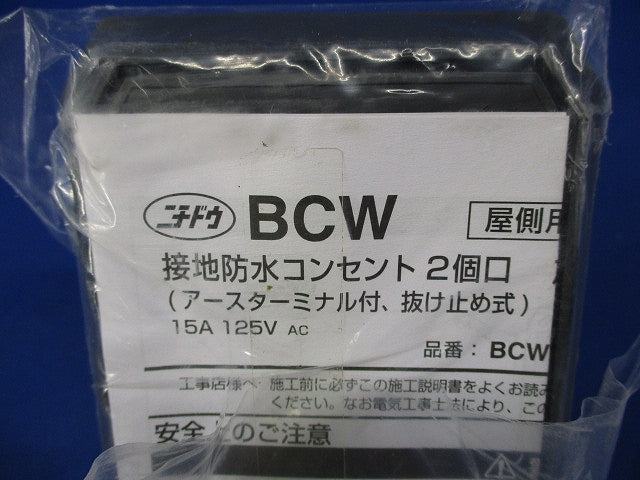 ニチドウ BCW 屋側用
接地防水コンセント 2個口
(アースターミナル付、抜け止め式)
15A 125V AC
品番: BCW
工事店様へ 施工前に必ずこの施工説明書をよくお読み
ください。なお電気工事士法により、この
安全上のご注意